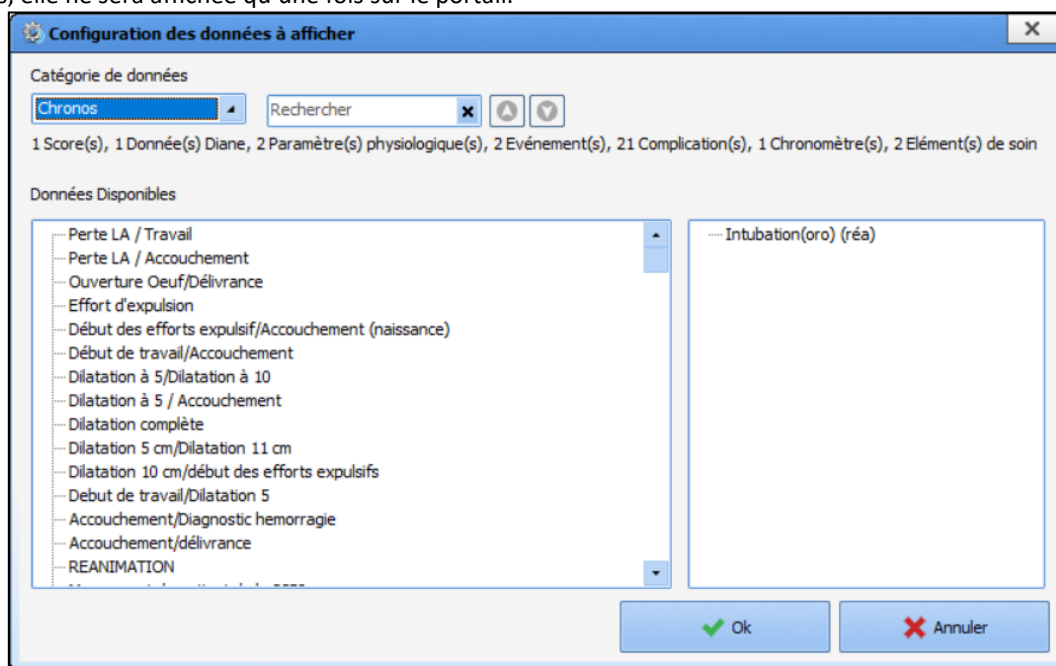 elle ne sera affichée qu'une fois sur le portail.
Configuration des données à afficher
Catégorie de données
Chronos
Rechercher
1 Score(s), 1 Donnée(s) Diane, 2 Paramètre(s) physiologique(s), 2 Evénement(s), 21 Complication(s), 1 Chronomètre(s), 2 Elément(s) de soin
Données Disponibles
Perte LA / Travail
Perte LA / Accouchement
Ouverture Oeuf/Délivrance
Effort d'expulsion
Début des efforts expulsif/Accouchement (naissance)
Début de travail/Accouchement
Dilatation à 5/Dilatation à 10
Dilatation à 5 / Accouchement
Dilatation complète
Dilatation 5 cm/Dilatation 11 cm
Dilatation 10 cm/début des efforts expulsifs
Debut de travail/Dilatation 5
Accouchement/Diagnostic hemorragie
Accouchement/délivrance
REANIMATION
Intubation(oro) (réa)
Ok
Annuler